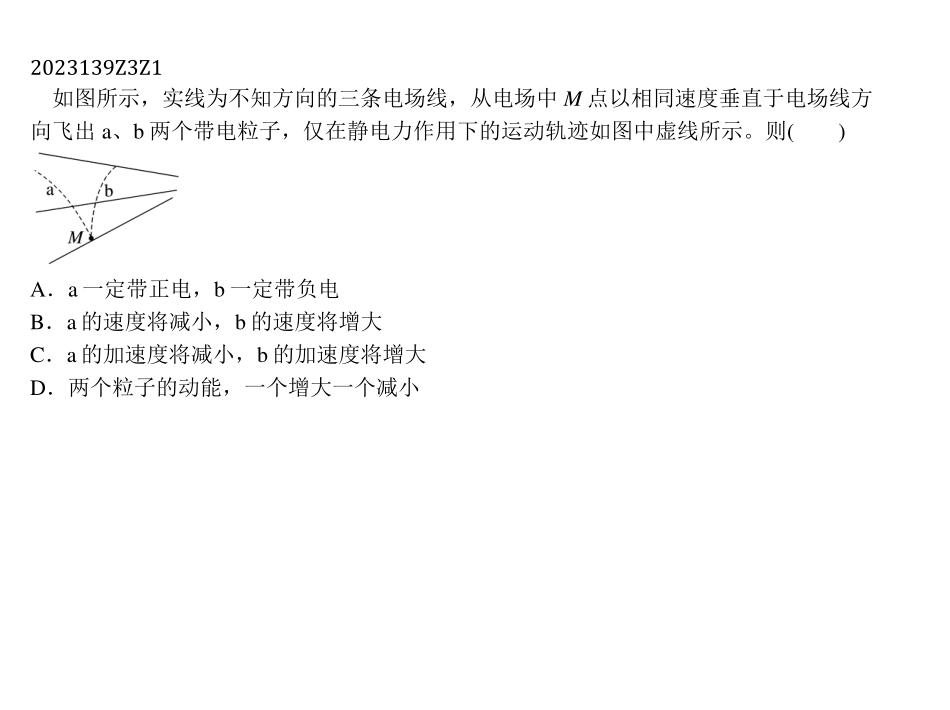 2023139Z3Z1
如图所示，实线为不知方向的三条电场线，从电场中 M 点以相同速度垂直于电场线方
向飞出 a、b 两个带电粒子，仅在静电力作用下的运动轨迹如图中虚线所示。则(　　)
a
b
M
A．a 一定带正电，b 一定带负电
B．a 的速度将减小，b 的速度将增大
C．a 的加速度将减小，b 的加速度将增大
D．两个粒子的动能，一个增大一个减小